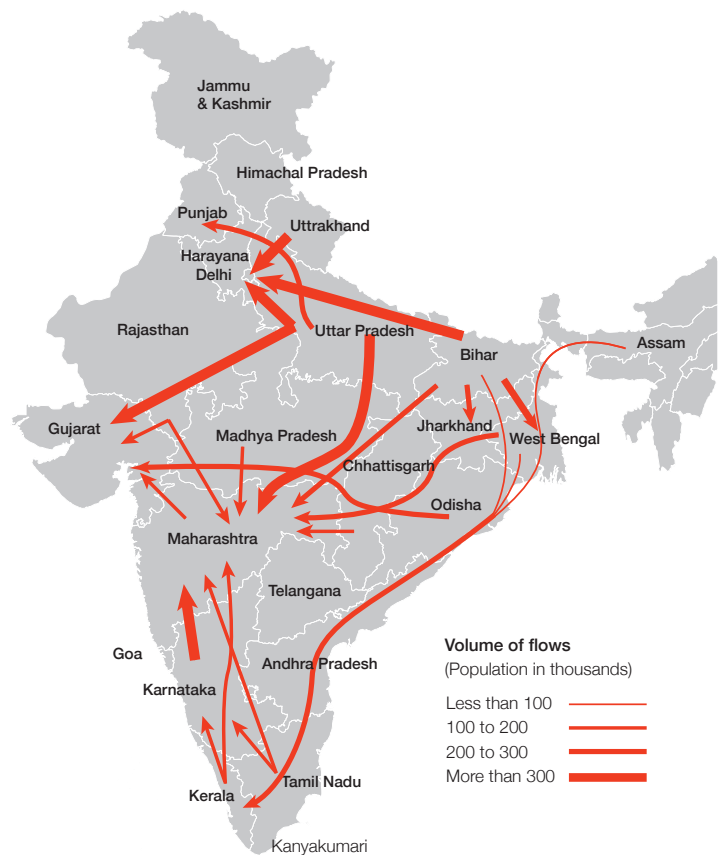 Jammu
& Kashmir
Himachal Pradesh
Punjab
Uttrakhand
Harayana
Delhi
Rajasthan
Uttar Pradesh
Bihar
Assam
Gujarat
Madhya Pradesh
Jharkhand
West Bengal
Chhattisgarh
Odisha
Maharashtra
Telangana
Goa
Andhra Pradesh
Karnataka
Kerala
Tamil Nadu
Kanyakumari
Volume of flows
(Population in thousands)
Less than 100
100 to 200
200 to 300
More than 300